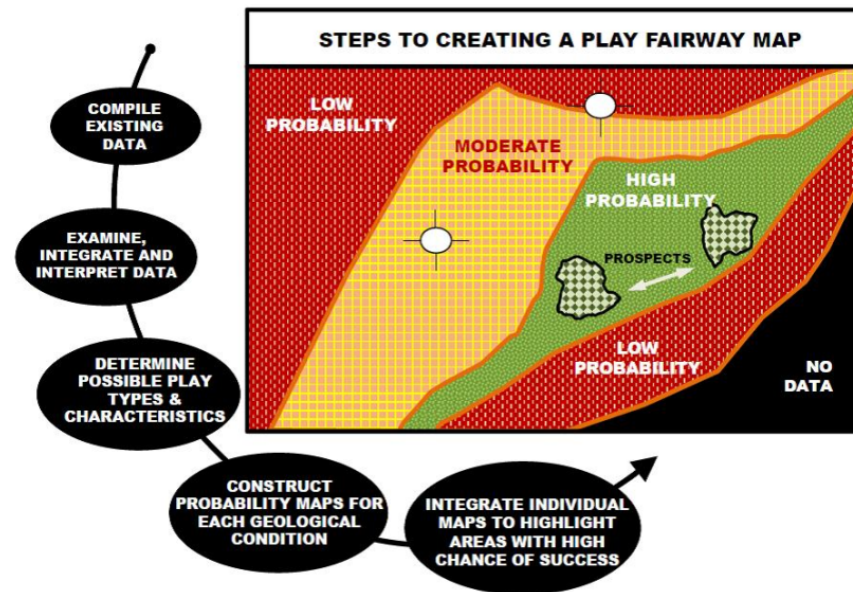 STEPS TO CREATING A PLAY FAIRWAY MAP
COMPILE
EXISTING
DATA
EXAMINE,
INTEGRATE AND
INTERPRET DATA
DETERMINE
POSSIBLE PLAY
TYPES &
CHARACTERISTICS
CONSTRUCT
PROBABILITY MAPS FOR
EACH GEOLOGICAL
CONDITION
INTEGRATE INDIVIDUAL
MAPS TO HIGHLIGHT
AREAS WITH HIGH
CHANCE OF SUCCESS
LOW
PROBABILITY
MODERATE
PROBABILITY
HIGH
PROBABILITY
PROSPECTS
LOW
PROBABILITY
NO
DATA